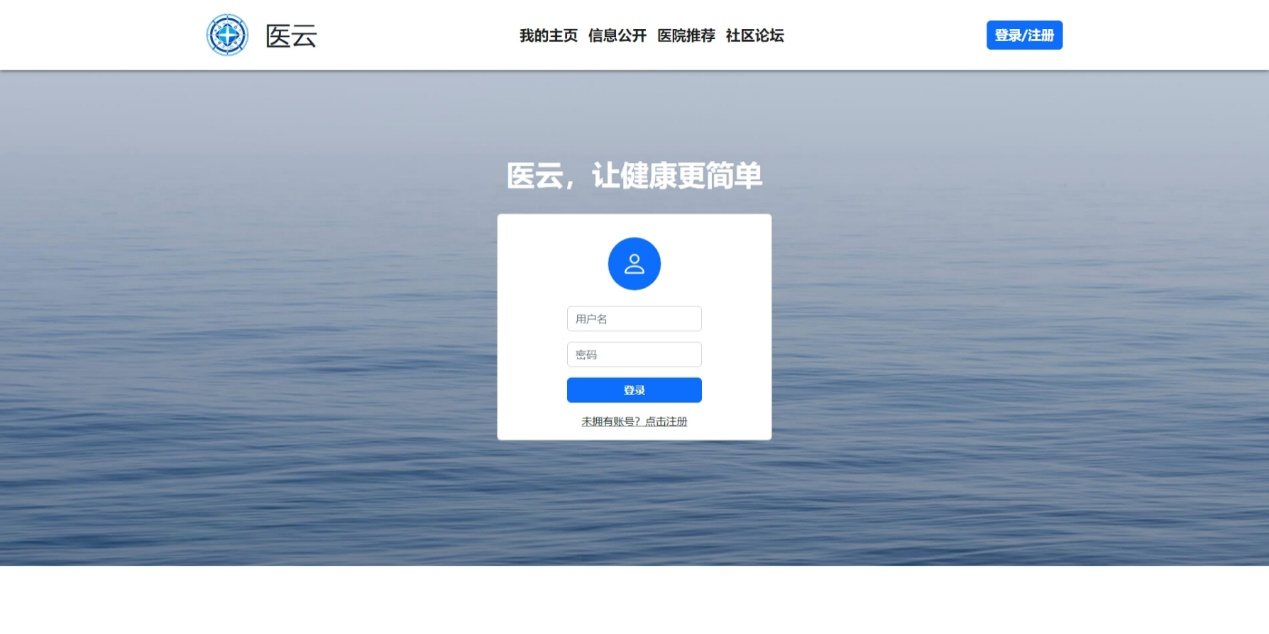 医云
我的主页 信息公开 医院推荐 社区论坛
登录/注册
医云，让健康更简单
用户名
密码
登录
未拥有账号？点击注册